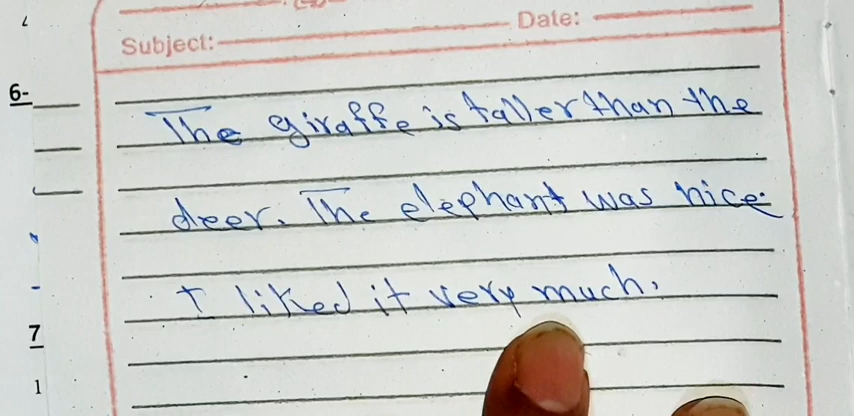 Date:
Subject:
6-
The giraffe is taller than the
deer. The elephant was nice.
I liked it very much.
7
1